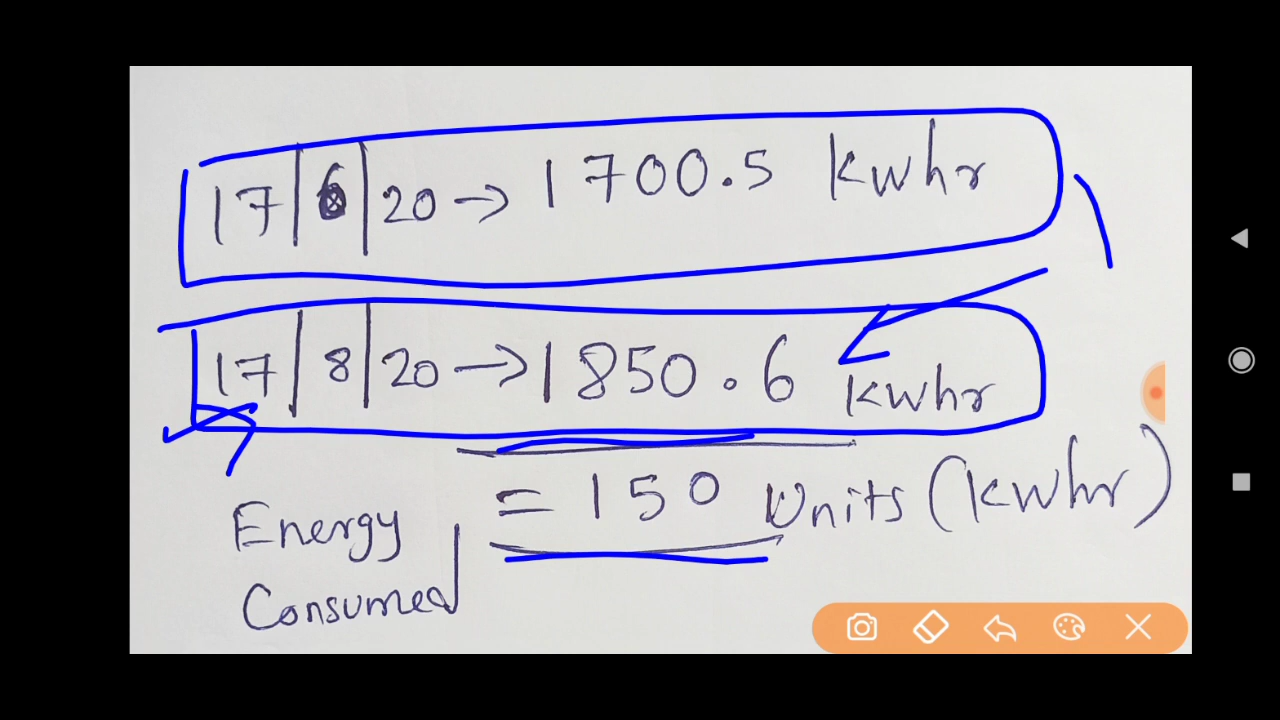 17/6/20 → 1700.5 kwhr
17/8/20 → 1850.6 kwhr
Energy Consumed = 150 Units (kwhr)